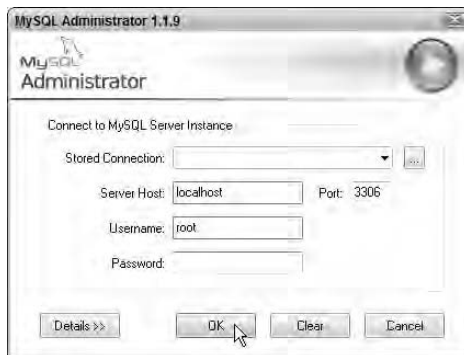 MySQL Administrator 1.1.9
MySQL
Administrator
Connect to MySQL Server Instance
Stored Connection:
...
Server Host: localhost Port: 3306
Username: root
Password:
Details >> OK Clear Cancel